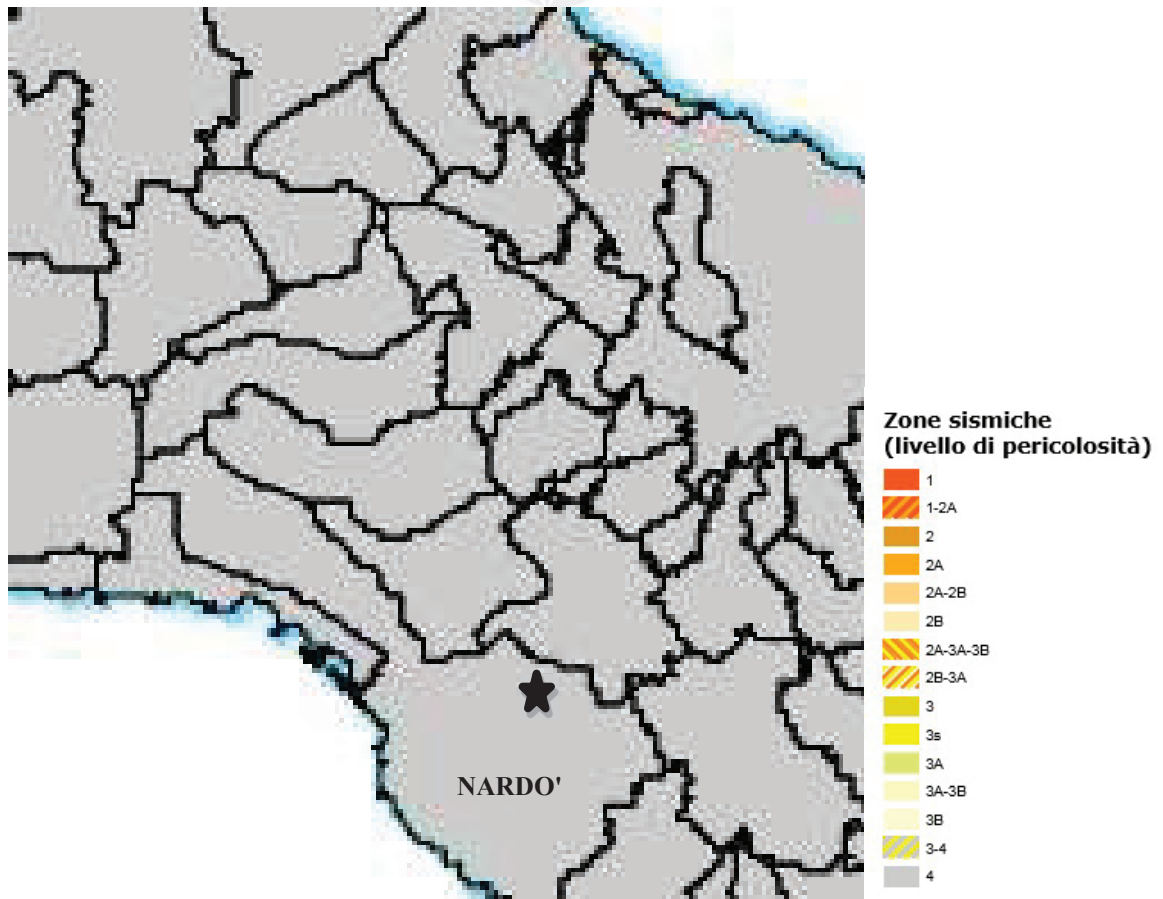 NARDO'
Zone sismiche
(livello di pericolosità)
1
1-2A
2
2A
2A-2B
2B
2A-3A-3B
2B-3A
3
3s
3A
3A-3B
3B
3-4
4